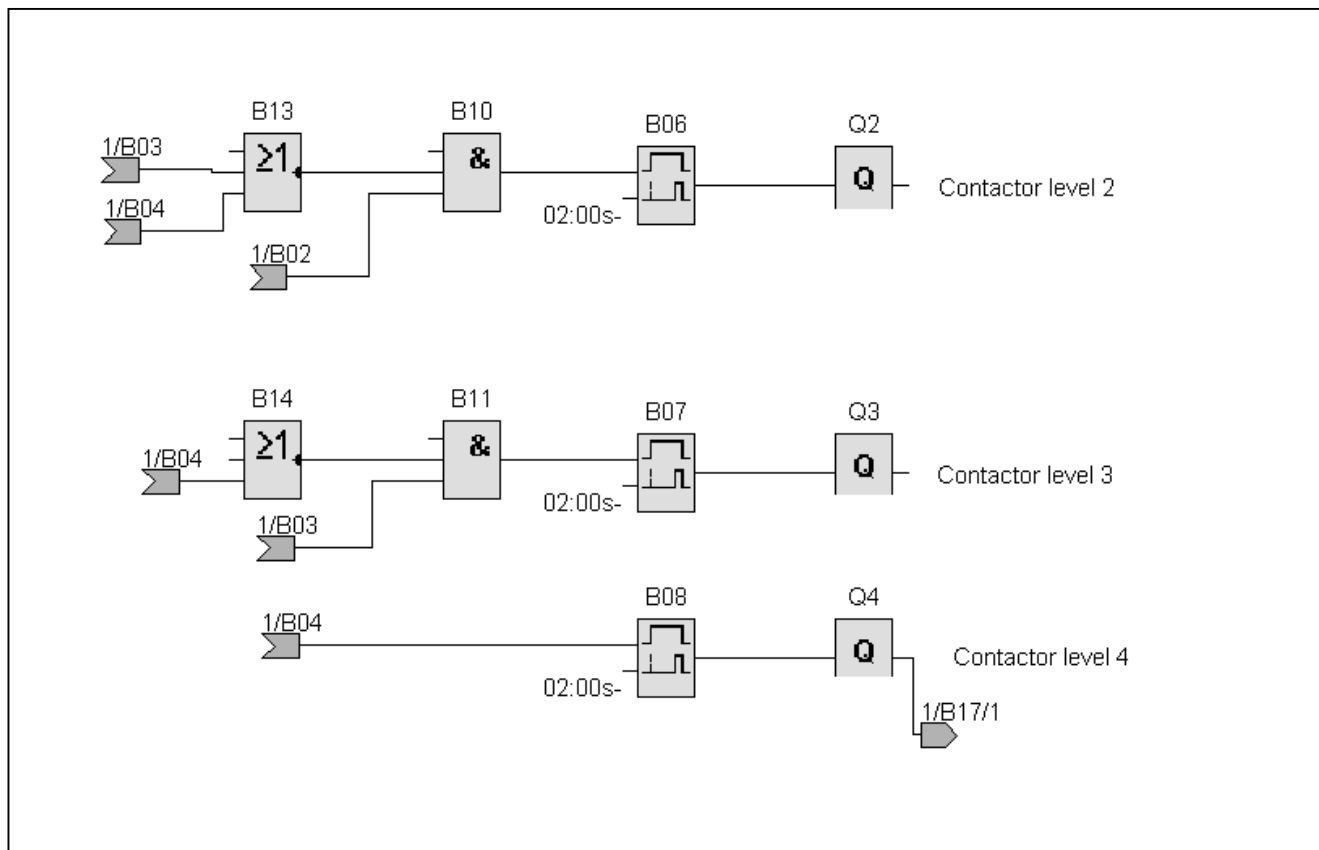 B13 B10 B06 Q2
1/B03
≥1 & Q
1/B04
02:00s-
Contactor level 2
1/B02
B14 B11 B07 Q3
1/B04
≥1 & Q
02:00s-
Contactor level 3
1/B03
B08 Q4
1/B04
Q
02:00s-
Contactor level 4
1/B17/1